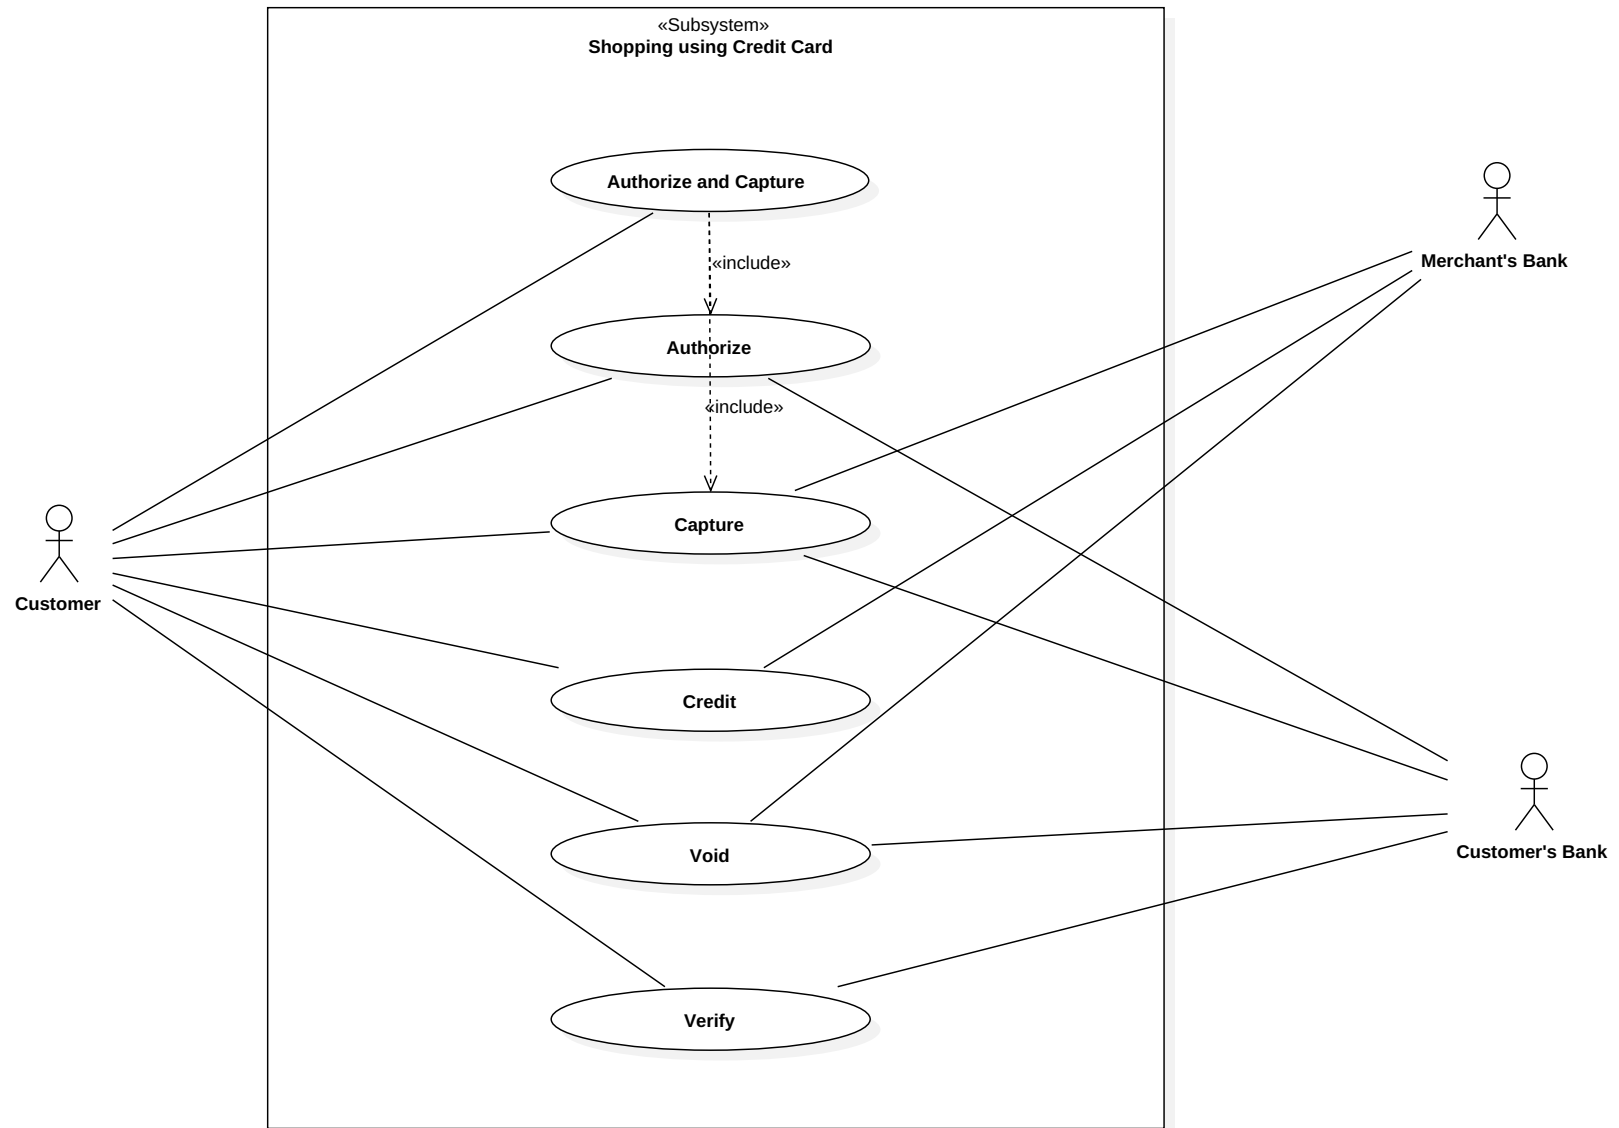 «Subsystem»
Shopping using Credit Card
Authorize and Capture
«include»
Merchant's Bank
Authorize
«include»
Capture
Customer
Credit
Void
Customer's Bank
Verify